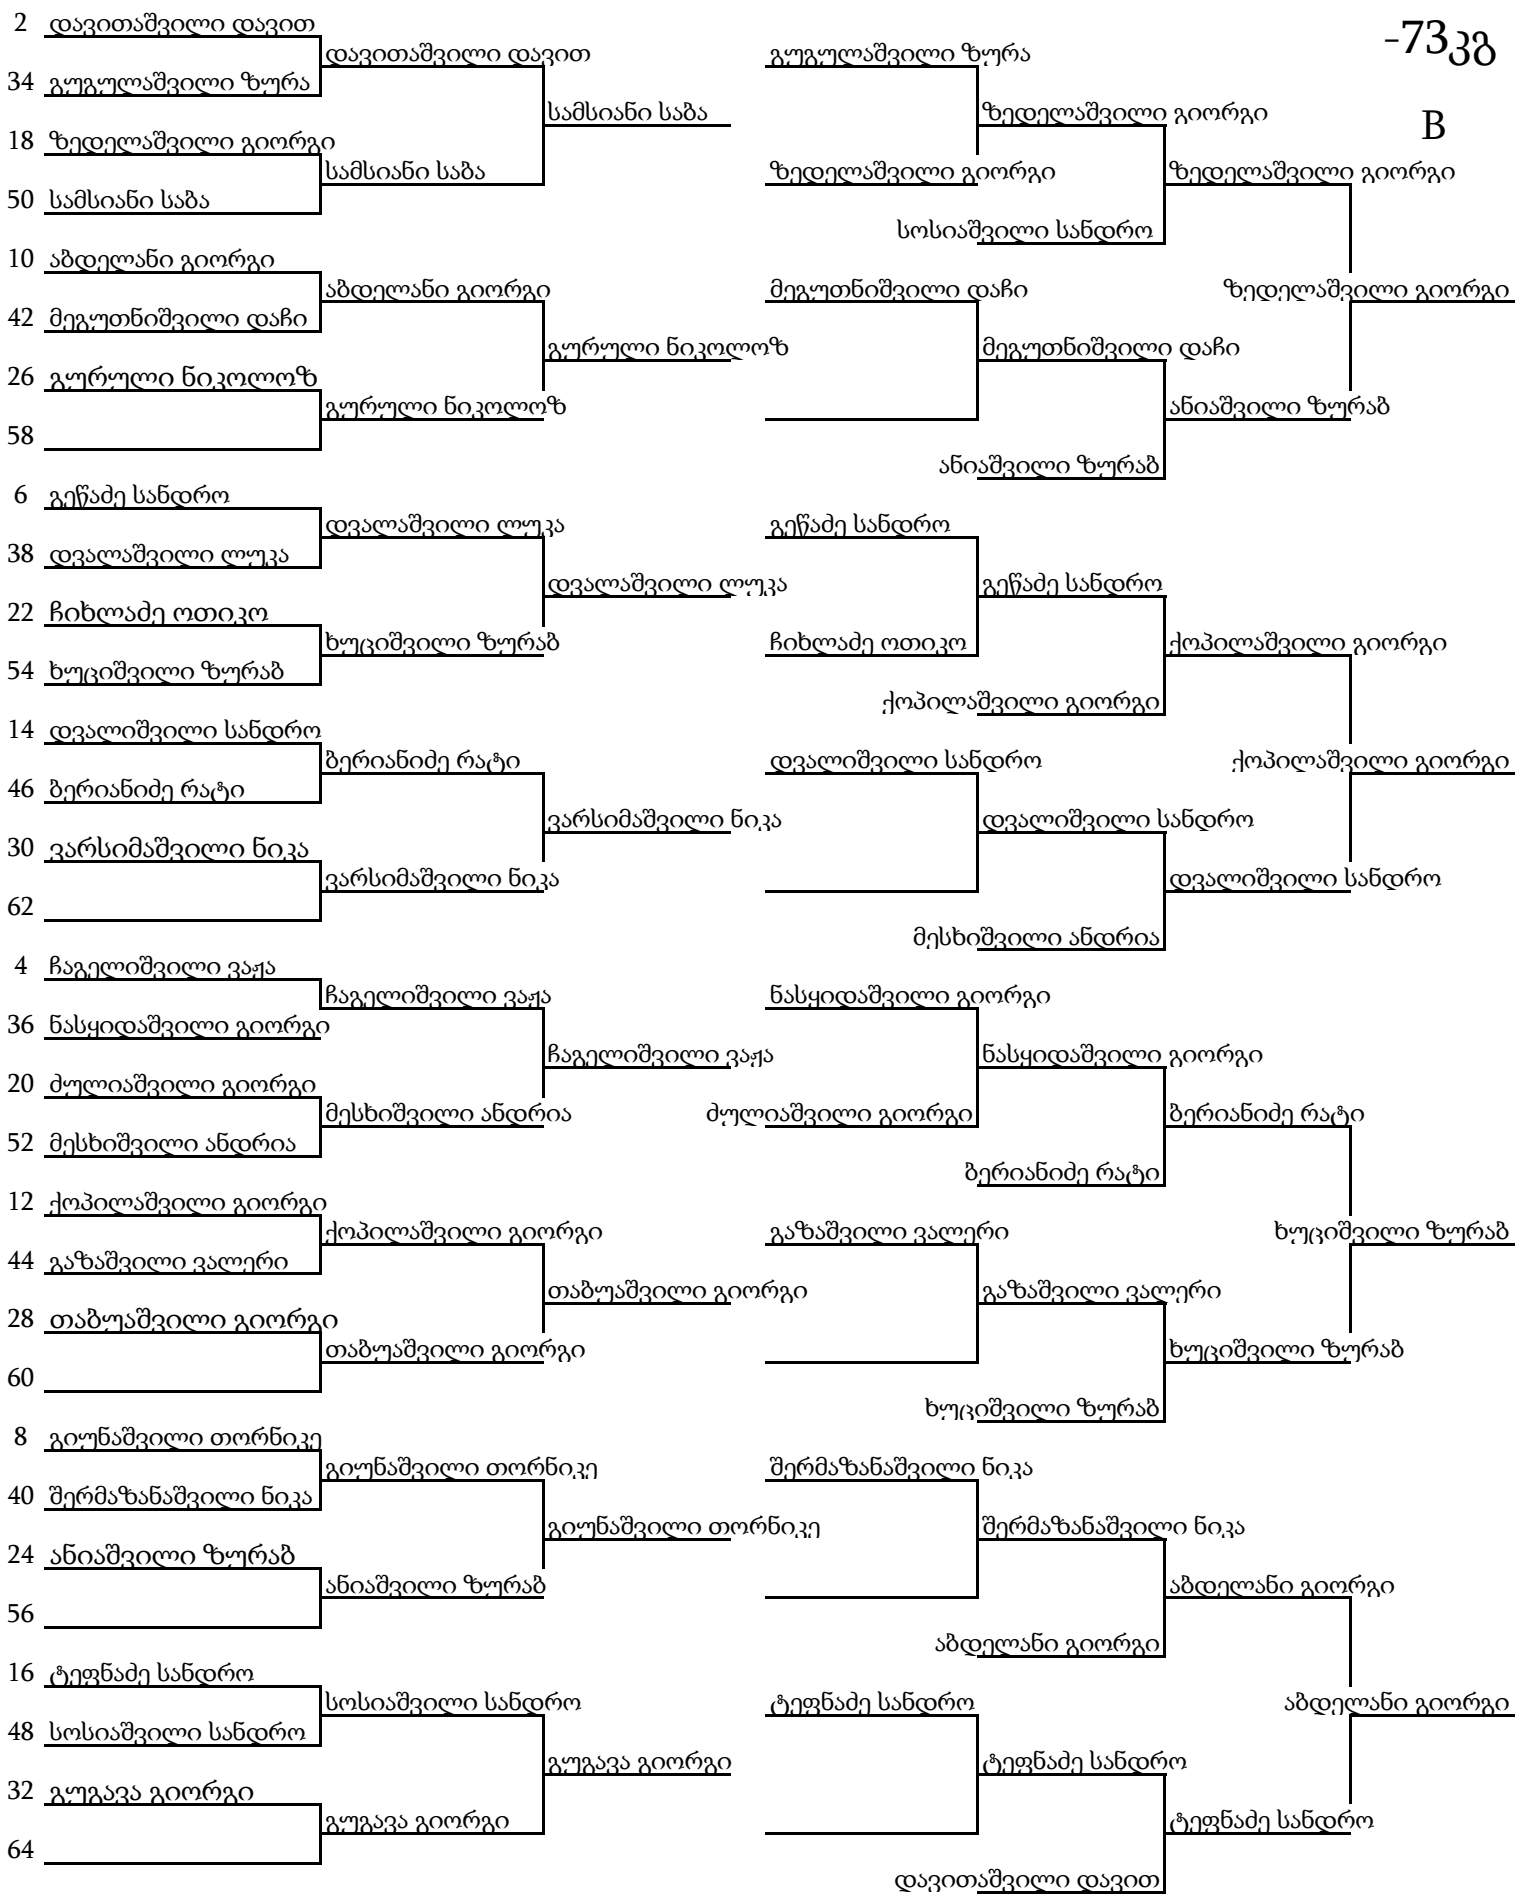 2 დავითაშვილი დავით
დავითაშვილი დავით
გუგულაშვილი ზურა
-73კგ
34 გუგულაშვილი ზურა
სამსიანი საბა
ზედელაშვილი გიორგი
B
18 ზედელაშვილი გიორგი
სამსიანი საბა
ზედელაშვილი გიორგი
ზედელაშვილი გიორგი
50 სამსიანი საბა
სოსიაშვილი სანდრო
10 აბდელანი გიორგი
აბდელანი გიორგი
მეგუთნიშვილი დაჩი
ზედელაშვილი გიორგი
42 მეგუთნიშვილი დაჩი
გურული ნიკოლოზ
მეგუთნიშვილი დაჩი
26 გურული ნიკოლოზ
გურული ნიკოლოზ
ანიაშვილი ზურაბ
58
ანიაშვილი ზურაბ
6 გეწაძე სანდრო
დვალაშვილი ლუკა
გეწაძე სანდრო
38 დვალაშვილი ლუკა
დვალაშვილი ლუკა
გეწაძე სანდრო
22 ჩიხლაძე ოთიკო
ხუციშვილი ზურაბ
ჩიხლაძე ოთიკო
ქოპილაშვილი გიორგი
54 ხუციშვილი ზურაბ
ქოპილაშვილი გიორგი
14 დვალიშვილი სანდრო
ბერიანიძე რატი
დვალიშვილი სანდრო
ქოპილაშვილი გიორგი
46 ბერიანიძე რატი
ვარსიმაშვილი ნიკა
დვალიშვილი სანდრო
30 ვარსიმაშვილი ნიკა
ვარსიმაშვილი ნიკა
დვალიშვილი სანდრო
62
მესხიშვილი ანდრია
4 ჩაგელიშვილი ვაჟა
ჩაგელიშვილი ვაჟა
ნასყიდაშვილი გიორგი
36 ნასყიდაშვილი გიორგი
ჩაგელიშვილი ვაჟა
ნასყიდაშვილი გიორგი
20 ძულიაშვილი გიორგი
მესხიშვილი ანდრია
ძულიაშვილი გიორგი
ბერიანიძე რატი
52 მესხიშვილი ანდრია
ბერიანიძე რატი
12 ქოპილაშვილი გიორგი
ქოპილაშვილი გიორგი
გაზაშვილი ვალერი
ხუციშვილი ზურაბ
44 გაზაშვილი ვალერი
თაბუაშვილი გიორგი
გაზაშვილი ვალერი
28 თაბუაშვილი გიორგი
თაბუაშვილი გიორგი
ხუციშვილი ზურაბ
60
ხუციშვილი ზურაბ
8 გიუნაშვილი თორნიკე
გიუნაშვილი თორნიკე
შერმაზანაშვილი ნიკა
40 შერმაზანაშვილი ნიკა
გიუნაშვილი თორნიკე
შერმაზანაშვილი ნიკა
24 ანიაშვილი ზურაბ
ანიაშვილი ზურაბ
აბდელანი გიორგი
56
აბდელანი გიორგი
16 ტეფნაძე სანდრო
სოსიაშვილი სანდრო
ტეფნაძე სანდრო
აბდელანი გიორგი
48 სოსიაშვილი სანდრო
გუგავა გიორგი
ტეფნაძე სანდრო
32 გუგავა გიორგი
გუგავა გიორგი
ტეფნაძე სანდრო
64
დავითაშვილი დავით